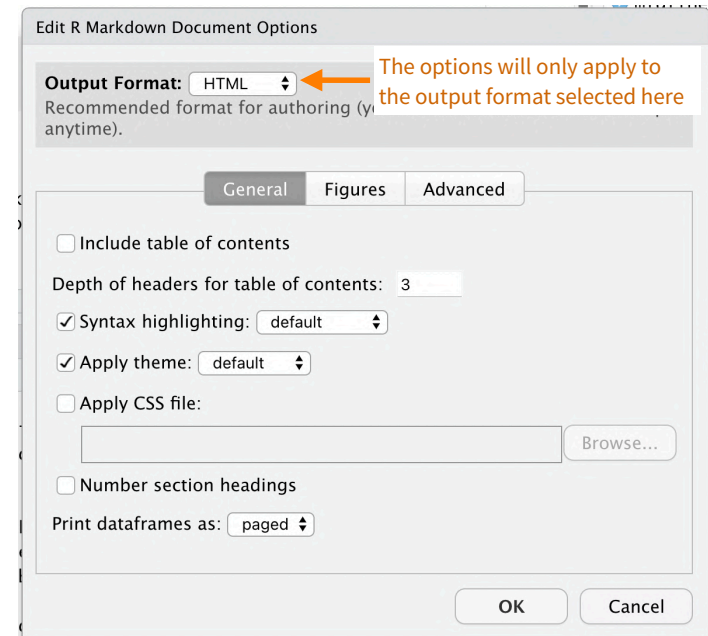 Edit R Markdown Document Options
Output Format: HTML
The options will only apply to
the output format selected here
Recommended format for authoring (y
anytime).
General Figures Advanced
Include table of contents
Depth of headers for table of contents: 3
Syntax highlighting: default
Apply theme: default
Apply CSS file:
Browse...
Number section headings
Print dataframes as: paged
OK Cancel